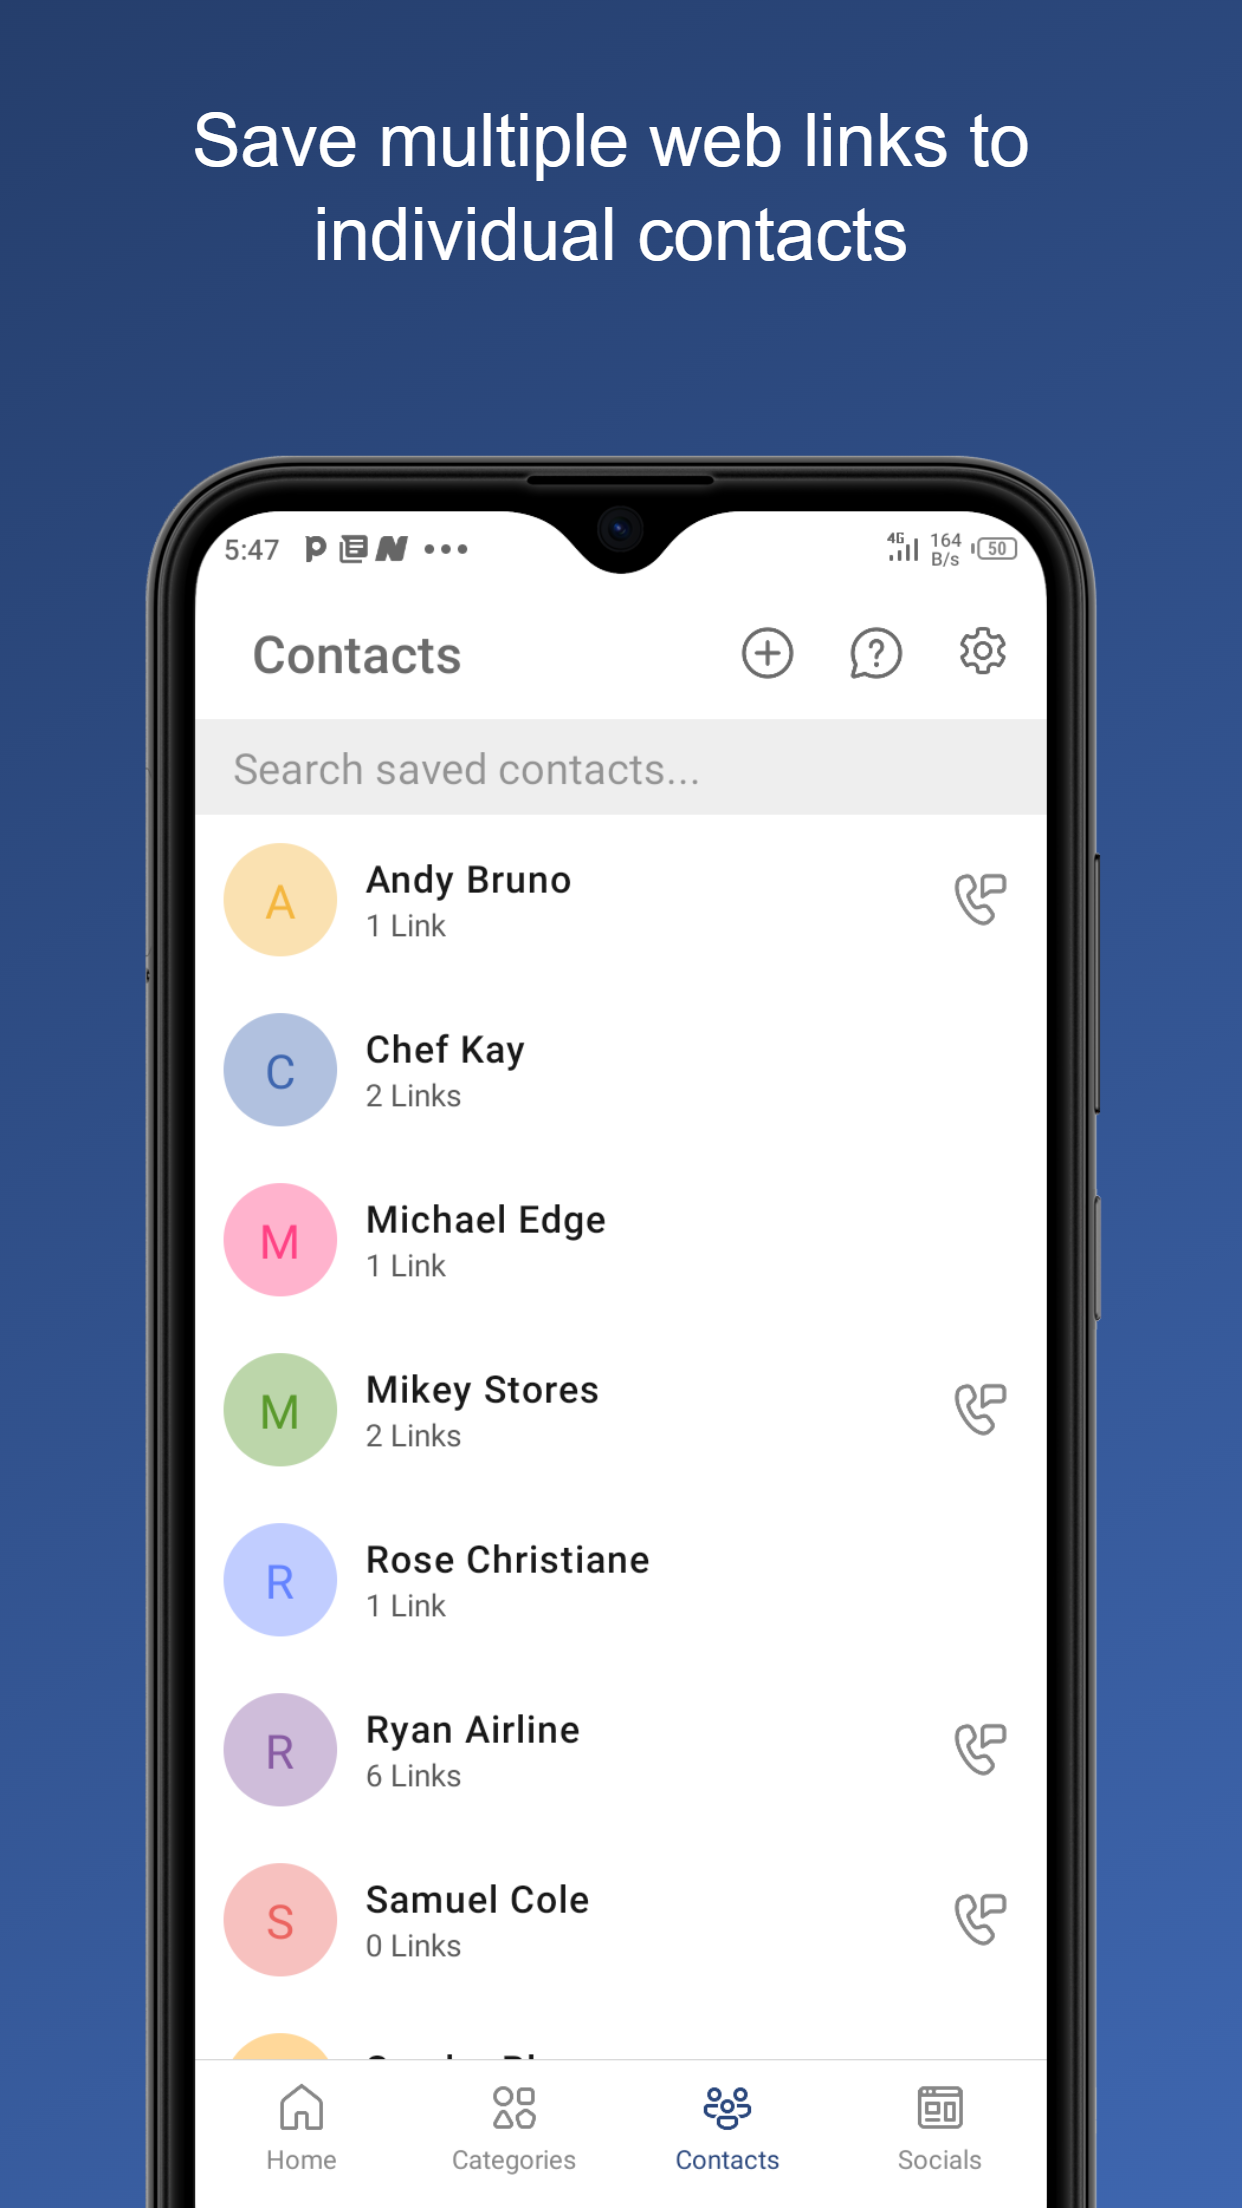 Save multiple web links to
individual contacts
5:47
4G
164
B/s
50
Contacts
Search saved contacts...
A
Andy Bruno
1 Link
C
Chef Kay
2 Links
M
Michael Edge
1 Link
M
Mikey Stores
2 Links
R
Rose Christiane
1 Link
R
Ryan Airline
6 Links
S
Samuel Cole
0 Links
Home
Categories
Contacts
Socials